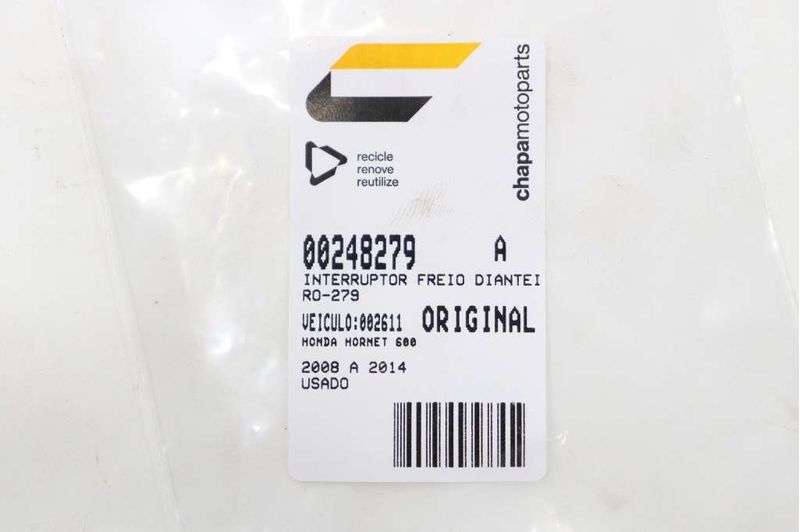 chapamotoparts
recicle
renove
reutilize
00248279 A
INTERRUPTOR FREIO DIANTEI
RO-279
VEICULO:002611 ORIGINAL
HONDA HORNET 600
2008 A 2014
USADO